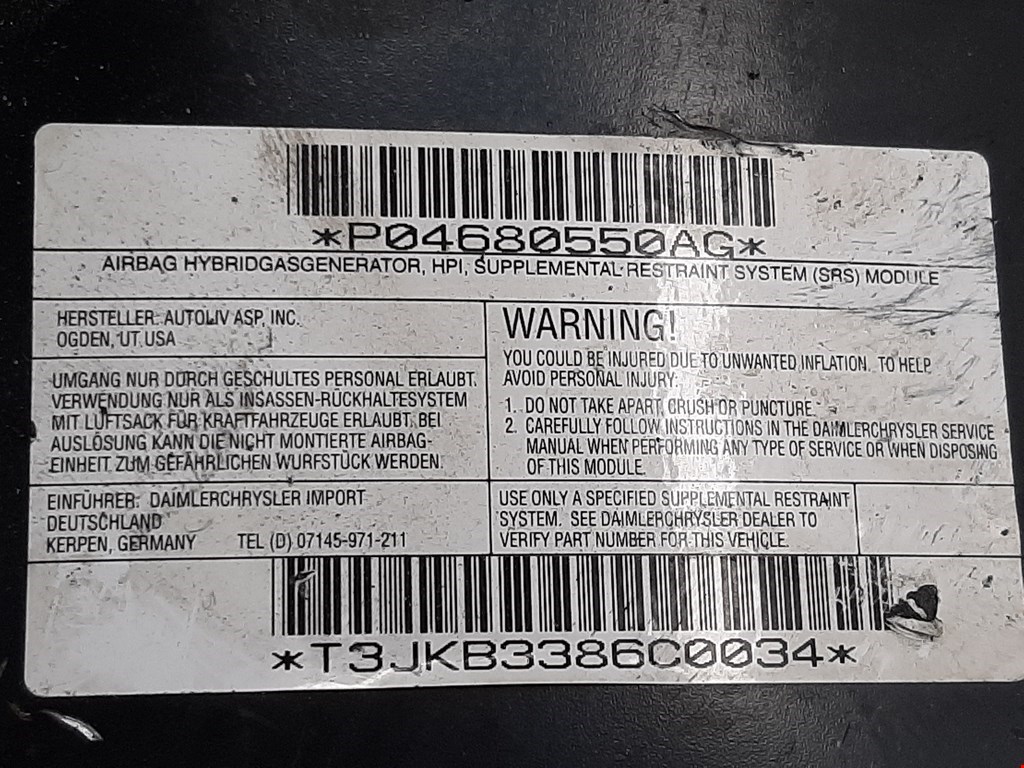 *P04680550AG*
AIRBAG HYBRIDGASGENERATOR, HPI, SUPPLEMENTAL RESTRAINT SYSTEM (SRS) MODULE
HERSTELLER: AUTOLIV ASP, INC.
OGDEN, UT USA
UMGANG NUR DURCH GESCHULTES PERSONAL ERLAUBT.
VERWENDUNG NUR ALS INSASSEN-RÜCKHALTESYSTEM
MIT LUFTSACK FÜR KRAFTFAHRZEUGE ERLAUBT. BEI
AUSLÖSUNG KANN DIE NICHT MONTIERTE AIRBAG-
EINHEIT ZUM GEFÄHRLICHEN WURFSTÜCK WERDEN.
EINFÜHRER: DAIMLERCHRYSLER IMPORT
DEUTSCHLAND
KERPEN, GERMANY TEL (D) 07145-971-211
WARNING!
YOU COULD BE INJURED DUE TO UNWANTED INFLATION. TO HELP
AVOID PERSONAL INJURY:
1. DO NOT TAKE APART, CRUSH OR PUNCTURE.
2. CAREFULLY FOLLOW INSTRUCTIONS IN THE DAIMLERCHRYSLER SERVICE
MANUAL WHEN PERFORMING ANY TYPE OF SERVICE OR WHEN DISPOSING
OF THIS MODULE.
USE ONLY A SPECIFIED SUPPLEMENTAL RESTRAINT
SYSTEM. SEE DAIMLERCHRYSLER DEALER TO
VERIFY PART NUMBER FOR THIS VEHICLE.
*T3JKB3386C0034*